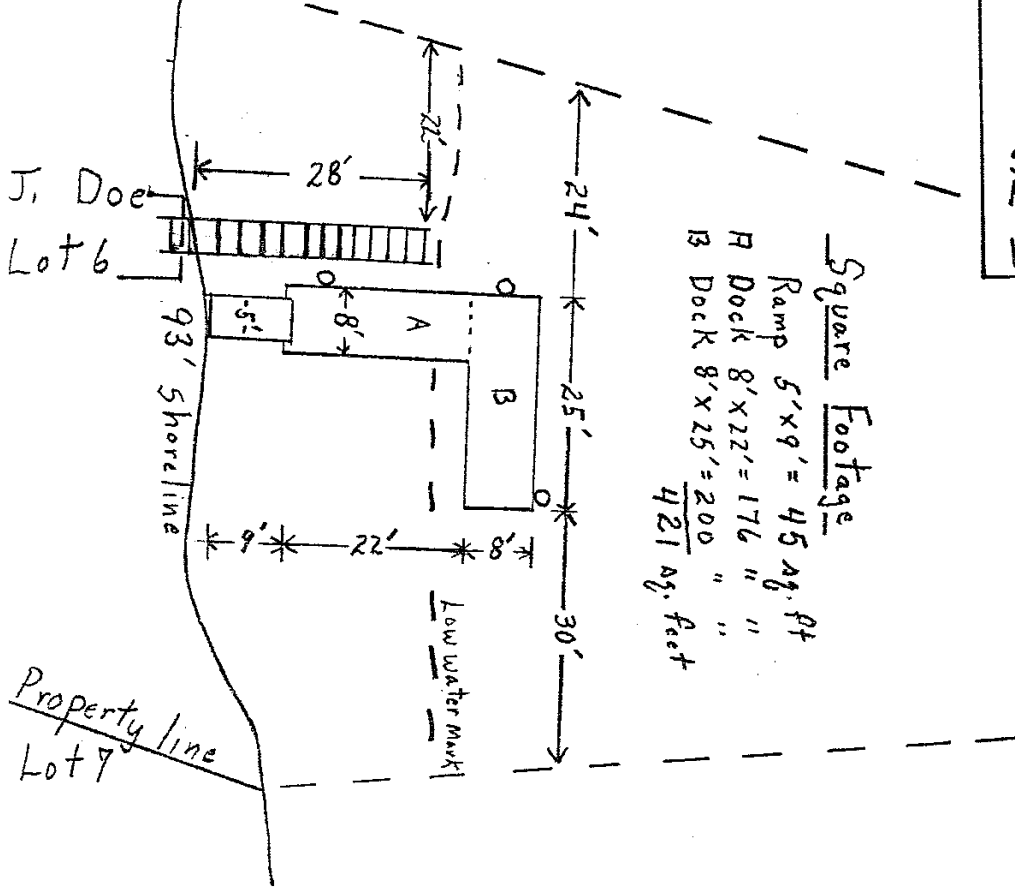 J. Doe
Lot 6
93' Shoreline
Property line
Lot 7
22'
28'
24'
25'
30'
5'
8'
A
B
9'
22'
8'
Low water mark
Square Footage
Ramp 5'x9' = 45 sq. ft
A Dock 8'x22' = 176 " "
B Dock 8'x25' = 200 " "
421 sq. feet